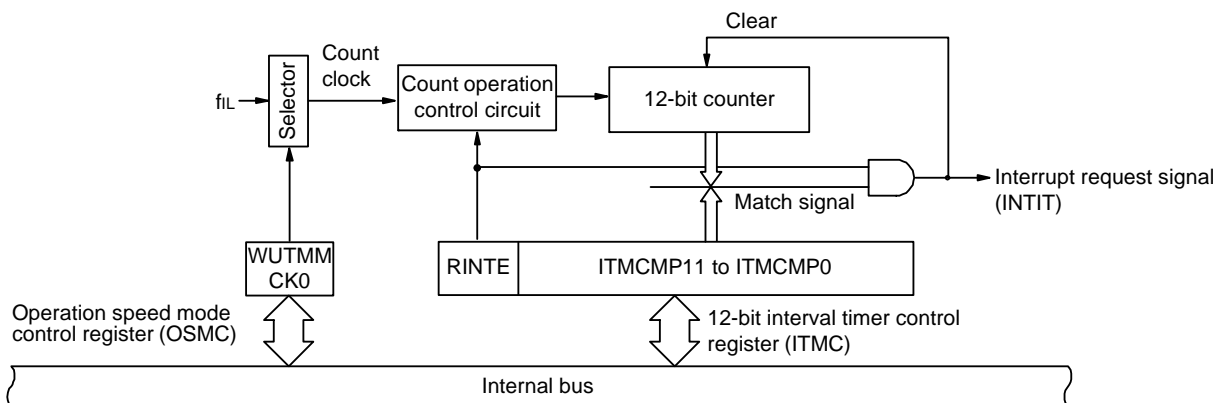 Clear
Count
clock
Selector
fIL
Count operation
control circuit
12-bit counter
Interrupt request signal
(INTIT)
Match signal
WUTMM
CK0
RINTE
ITMCMP11 to ITMCMP0
Operation speed mode
control register (OSMC)
12-bit interval timer control
register (ITMC)
Internal bus